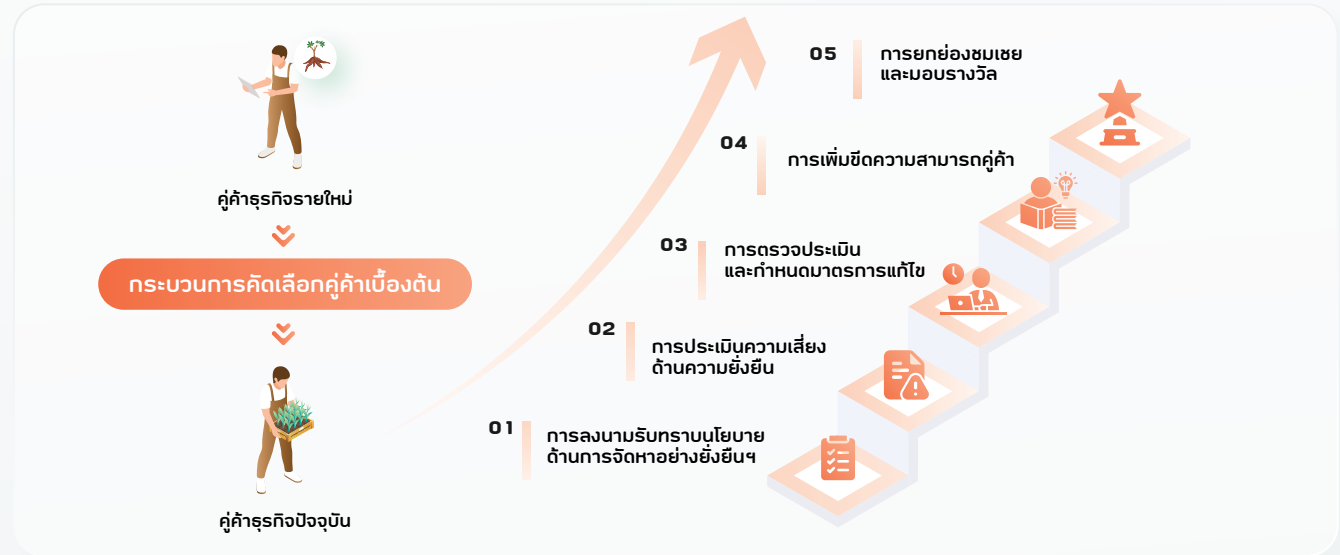 คู่ค้าธุรกิจรายใหม่
กระบวนการคัดเลือกคู่ค้าเบื้องต้น
คู่ค้าธุรกิจปัจจุบัน
05
การยกย่องชมเชย
และมอบรางวัล
04
การเพิ่มขีดความสามารถคู่ค้า
03
การตรวจประเมิน
และกำหนดมาตรการแก้ไข
02
การประเมินความเสี่ยง
ด้านความยั่งยืน
01
การลงนามรับทราบนโยบาย
ด้านการจัดหาอย่างยั่งยืนฯ